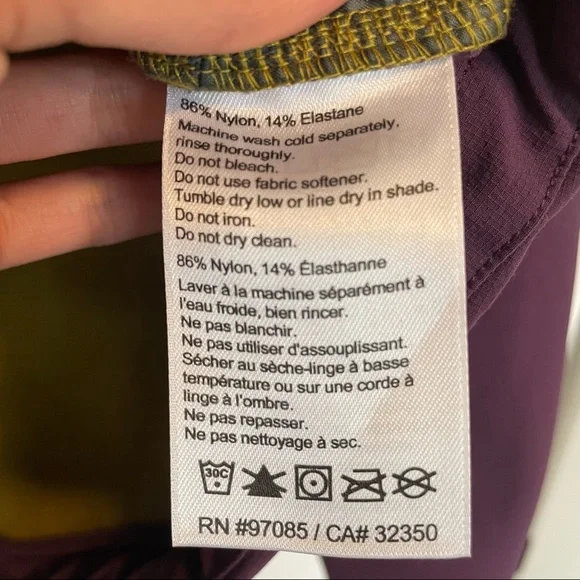 86% Nylon, 14% Elastane
Machine wash cold separately,
rinse thoroughly.
Do not bleach.
Do not use fabric softener.
Tumble dry low or line dry in shade.
Do not iron.
Do not dry clean.
86% Nylon, 14% Élasthanne
Laver à la machine séparément à
l'eau froide, bien rincer.
Ne pas blanchir.
Ne pas utiliser d'assouplissant.
Sécher au sèche-linge à basse
température ou sur une corde à
linge à l'ombre.
Ne pas repasser.
Ne pas nettoyage à sec.
30C
RN #97085 / CA# 32350